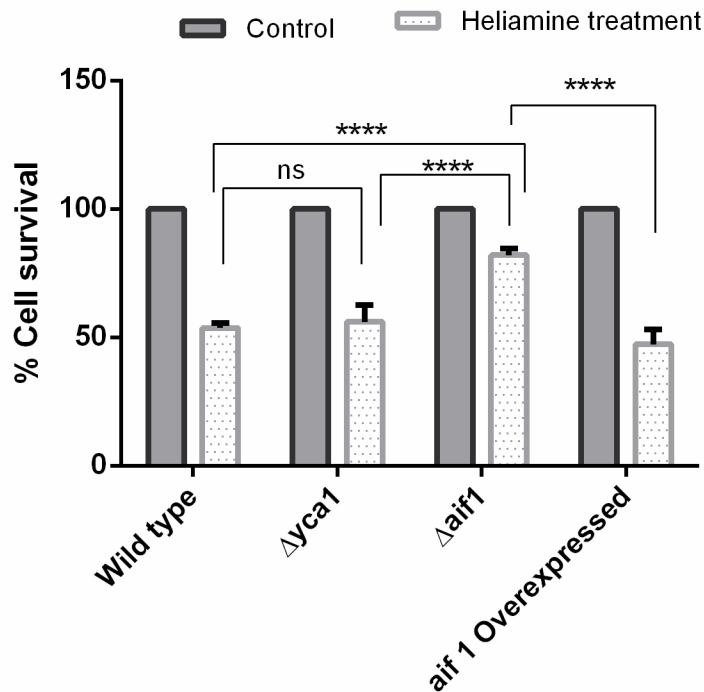 Control
Heliamine treatment
150
100
50
0
% Cell survival
****
****
ns
****
Wild type
Δyca1
Δaif1
aif 1 Overexpressed